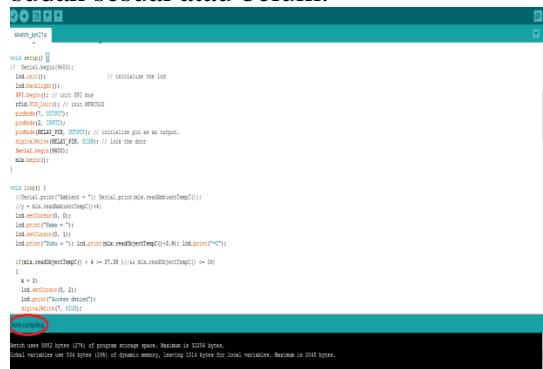 sudah sesuai atau belum.
sketch_jun21a
void setup() {
// Serial.begin(9600);
lcd.init(); // initialize the lcd
lcd.backlight();
SPI.begin(); // init SPI bus
rfid.PCD_Init(); // init MFRC522
pinMode(7, OUTPUT);
pinMode(2, INPUT);
pinMode(RELAY_PIN, OUTPUT); // initialize pin as an output.
digitalWrite(RELAY_PIN, HIGH); // lock the door
Serial.begin(9600);
mlx.begin();
}
void loop() {
//Serial.print("Ambient = "); Serial.print(mlx.readAmbientTempC());
//y = mlx.readAmbientTempC()+4;
lcd.setCursor(0, 0);
lcd.print("Nama = ");
lcd.setCursor(0, 1);
lcd.print("Suhu = "); lcd.print(mlx.readObjectTempC()+3.8); lcd.print("*C");
if(mlx.readObjectTempC() + 4 >= 37.35 )//&& mlx.readObjectTempC() <= 36)
{
x = 0;
lcd.setCursor(0, 2);
lcd.print("Access denied");
digitalWrite(7, HIGH);
Done compiling
Sketch uses 8882 bytes (27%) of program storage space. Maximum is 32256 bytes.
Global variables use 534 bytes (26%) of dynamic memory, leaving 1514 bytes for local variables. Maximum is 2048 bytes.